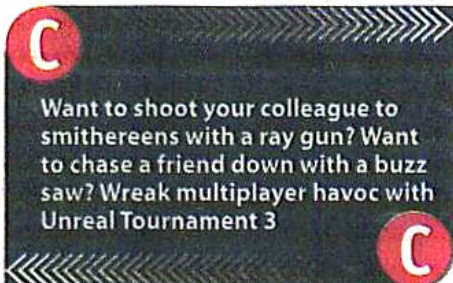 C
Want to shoot your colleague to
smithereens with a ray gun? Want
to chase a friend down with a buzz
saw? Wreak multiplayer havoc with
Unreal Tournament 3
C